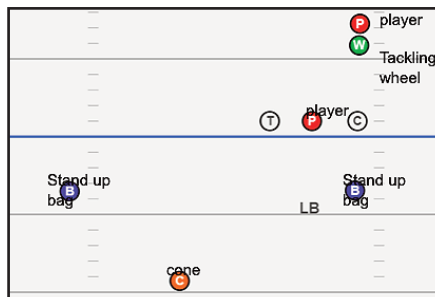 P player
W
Tackling
wheel
player
T P C
Stand up
bag
B
Stand up
bag
B
LB
cone
C